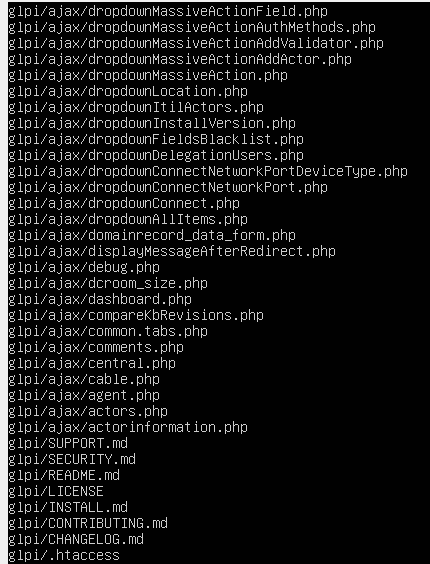 glpi/ajax/dropdownMassiveActionField.php
glpi/ajax/dropdownMassiveActionAuthMethods.php
glpi/ajax/dropdownMassiveActionAddValidator.php
glpi/ajax/dropdownMassiveActionAddActor.php
glpi/ajax/dropdownMassiveAction.php
glpi/ajax/dropdownLocation.php
glpi/ajax/dropdownItilActors.php
glpi/ajax/dropdownInstallVersion.php
glpi/ajax/dropdownFieldsBlacklist.php
glpi/ajax/dropdownDelegationUsers.php
glpi/ajax/dropdownConnectNetworkPortDeviceType.php
glpi/ajax/dropdownConnectNetworkPort.php
glpi/ajax/dropdownConnect.php
glpi/ajax/dropdownAllItems.php
glpi/ajax/domainrecord_data_form.php
glpi/ajax/displayMessageAfterRedirect.php
glpi/ajax/debug.php
glpi/ajax/dcroom_size.php
glpi/ajax/dashboard.php
glpi/ajax/compareKbRevisions.php
glpi/ajax/common.tabs.php
glpi/ajax/comments.php
glpi/ajax/central.php
glpi/ajax/cable.php
glpi/ajax/agent.php
glpi/ajax/actors.php
glpi/ajax/actorinformation.php
glpi/SUPPORT.md
glpi/SECURITY.md
glpi/README.md
glpi/LICENSE
glpi/INSTALL.md
glpi/CONTRIBUTING.md
glpi/CHANGELOG.md
glpi/.htaccess